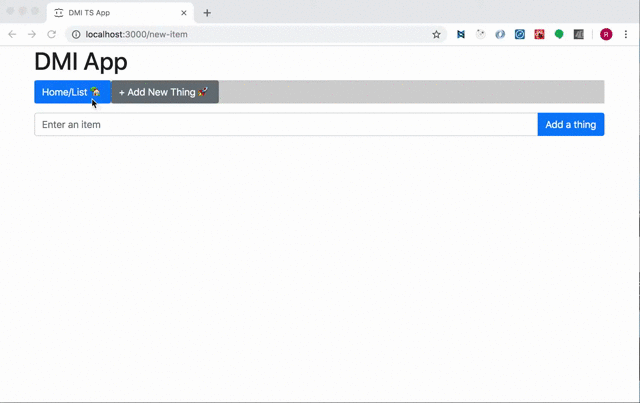 DMI TS App
localhost:3000/new-item
Я
DMI App
Home/List 🏡 + Add New Thing 🚀
Enter an item Add a thing